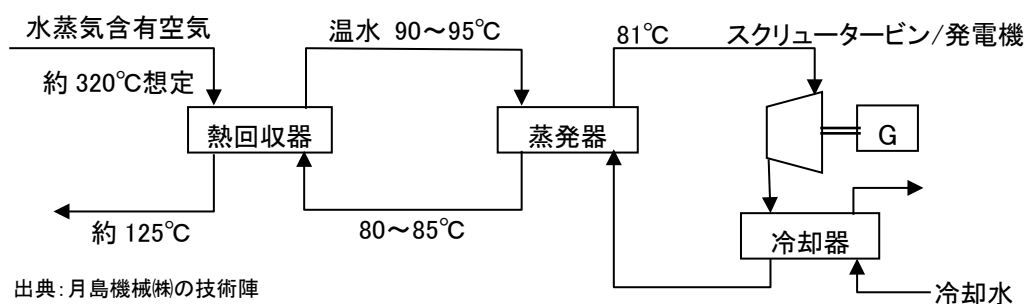 水蒸気含有空気
約 320℃想定
温水 90～95℃
81℃
スクリュータービン/発電機
熱回収器
蒸発器
G
約 125℃
80～85℃
冷却器
冷却水
出典：月島機械㈱の技術陣